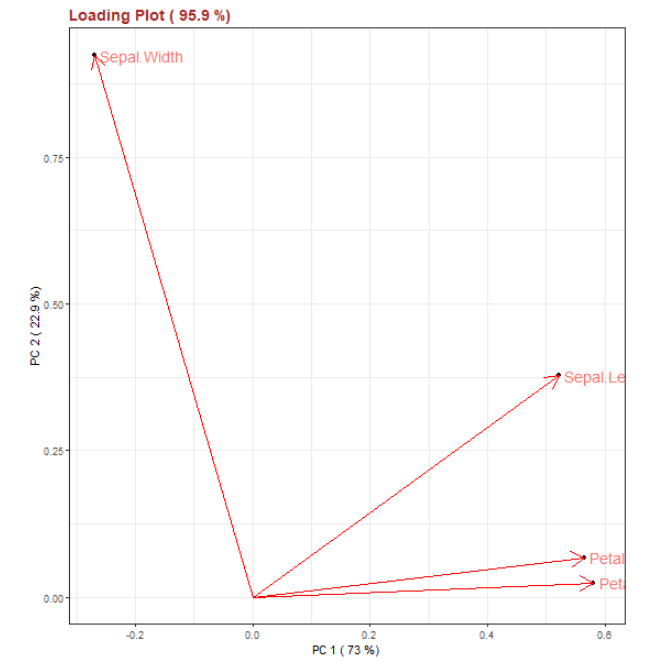 Loading Plot ( 95.9 %)
Sepal.Width
0.75
PC 2 ( 22.9 %)
0.50
Sepal.Le
0.25
Petal
Peta
0.00
-0.2 0.0 0.2 0.4 0.6
PC 1 ( 73 %)